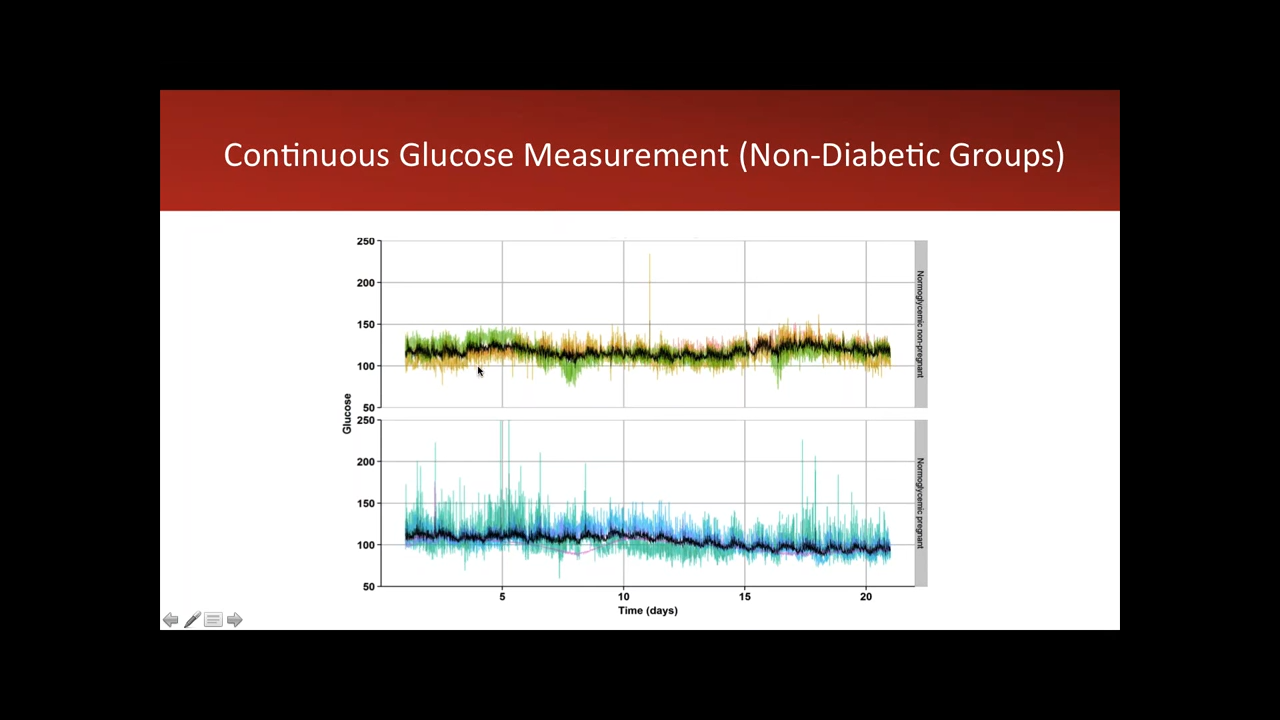 Continuous Glucose Measurement (Non-Diabetic Groups)
250
200
150
100
50
Normoglycemic non-pregnant
Glucose
250
200
150
100
50
Normoglycemic pregnant
5
10
15
20
Time (days)